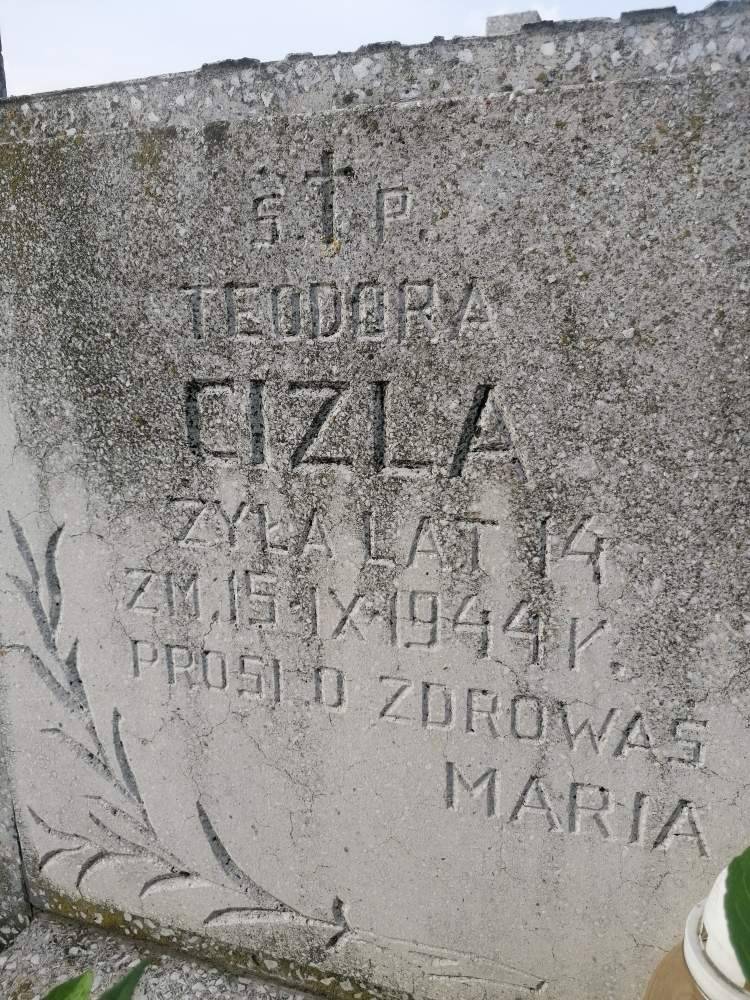 Ś. P.
TEODORA
CIZLA
ŻYŁA LAT 14
ZM. 15.IX.1944 r.
PROSI O ZDROWAŚ
MARIA